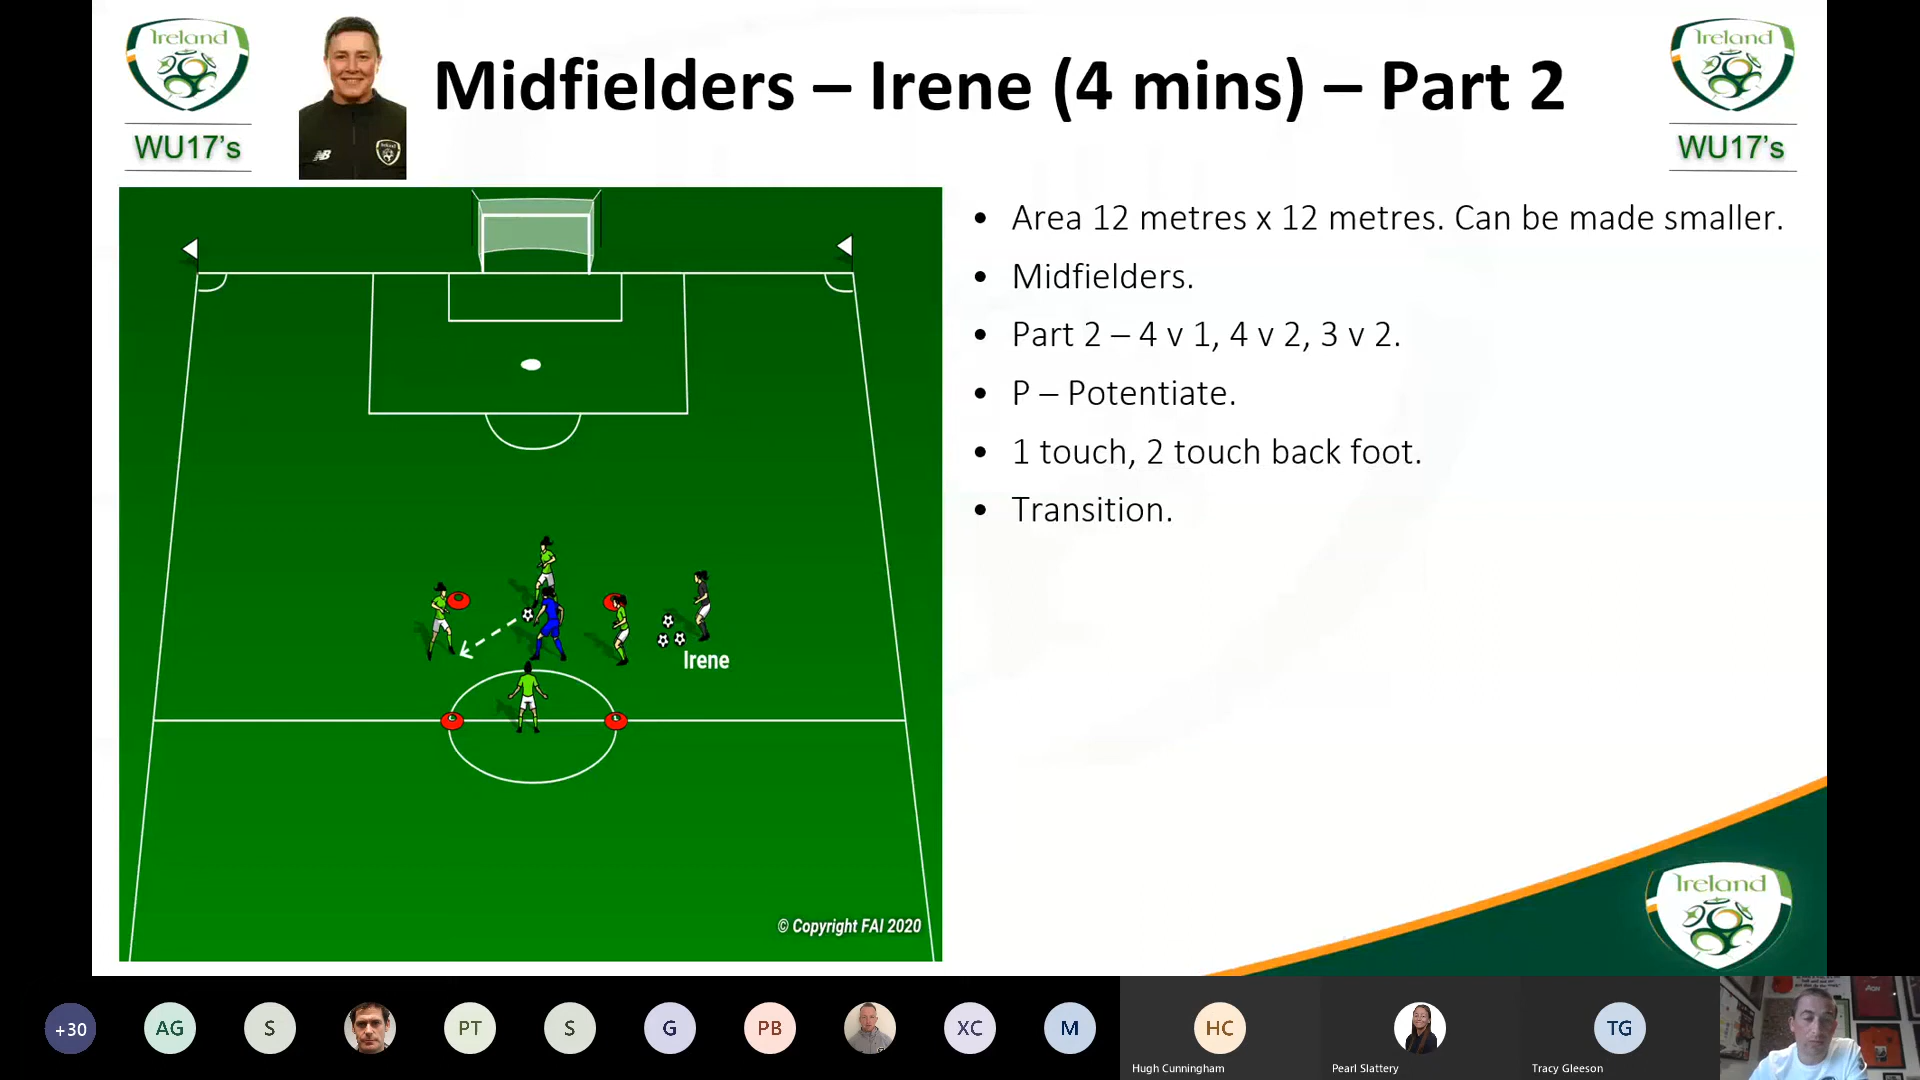 Ireland
WU17's
NB
Midfielders – Irene (4 mins) – Part 2
Ireland
WU17's
• Area 12 metres x 12 metres. Can be made smaller.
• Midfielders.
• Part 2 – 4 v 1, 4 v 2, 3 v 2.
• P – Potentiate.
• 1 touch, 2 touch back foot.
• Transition.
Irene
© Copyright FAI 2020
Ireland
+30
AG
S
PT
S
G
PB
XC
M
HC
Hugh Cunningham
Pearl Slattery
TG
Tracy Gleeson